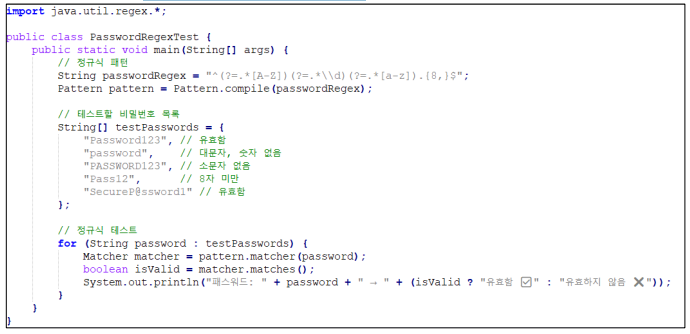 import java.util.regex.*;
public class PasswordRegexTest {
public static void main(String[] args) {
// 정규식 패턴
String passwordRegex = "^(?=.*[A-Z])(?=.*\\d)(?=.*[a-z]).{8,}$";
Pattern pattern = Pattern.compile(passwordRegex);
// 테스트할 비밀번호 목록
String[] testPasswords = {
"Password123", // 유효함
"password",    // 대문자, 숫자 없음
"PASSWORD123", // 소문자 없음
"Pass12",      // 8자 미만
"SecureP@ssword1" // 유효함
};
// 정규식 테스트
for (String password : testPasswords) {
Matcher matcher = pattern.matcher(password);
boolean isValid = matcher.matches();
System.out.println("패스워드: " + password + " → " + (isValid ? "유효함 ✅" : "유효하지 않음 ❌"));
}
}
}